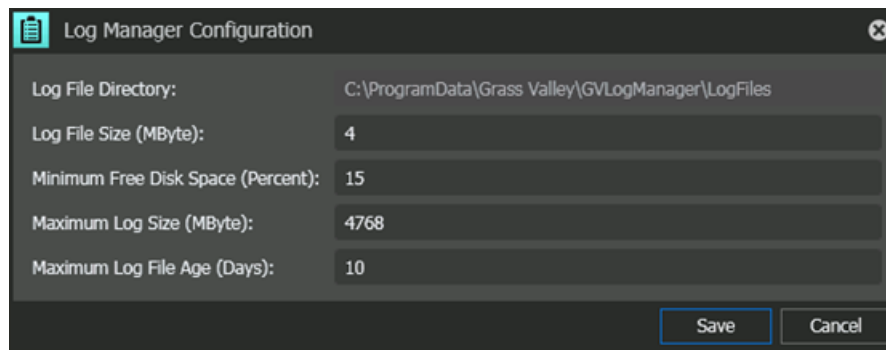 Log Manager Configuration
Log File Directory: C:\ProgramData\Grass Valley\GVLogManager\LogFiles
Log File Size (MByte): 4
Minimum Free Disk Space (Percent): 15
Maximum Log Size (MByte): 4768
Maximum Log File Age (Days): 10
Save Cancel